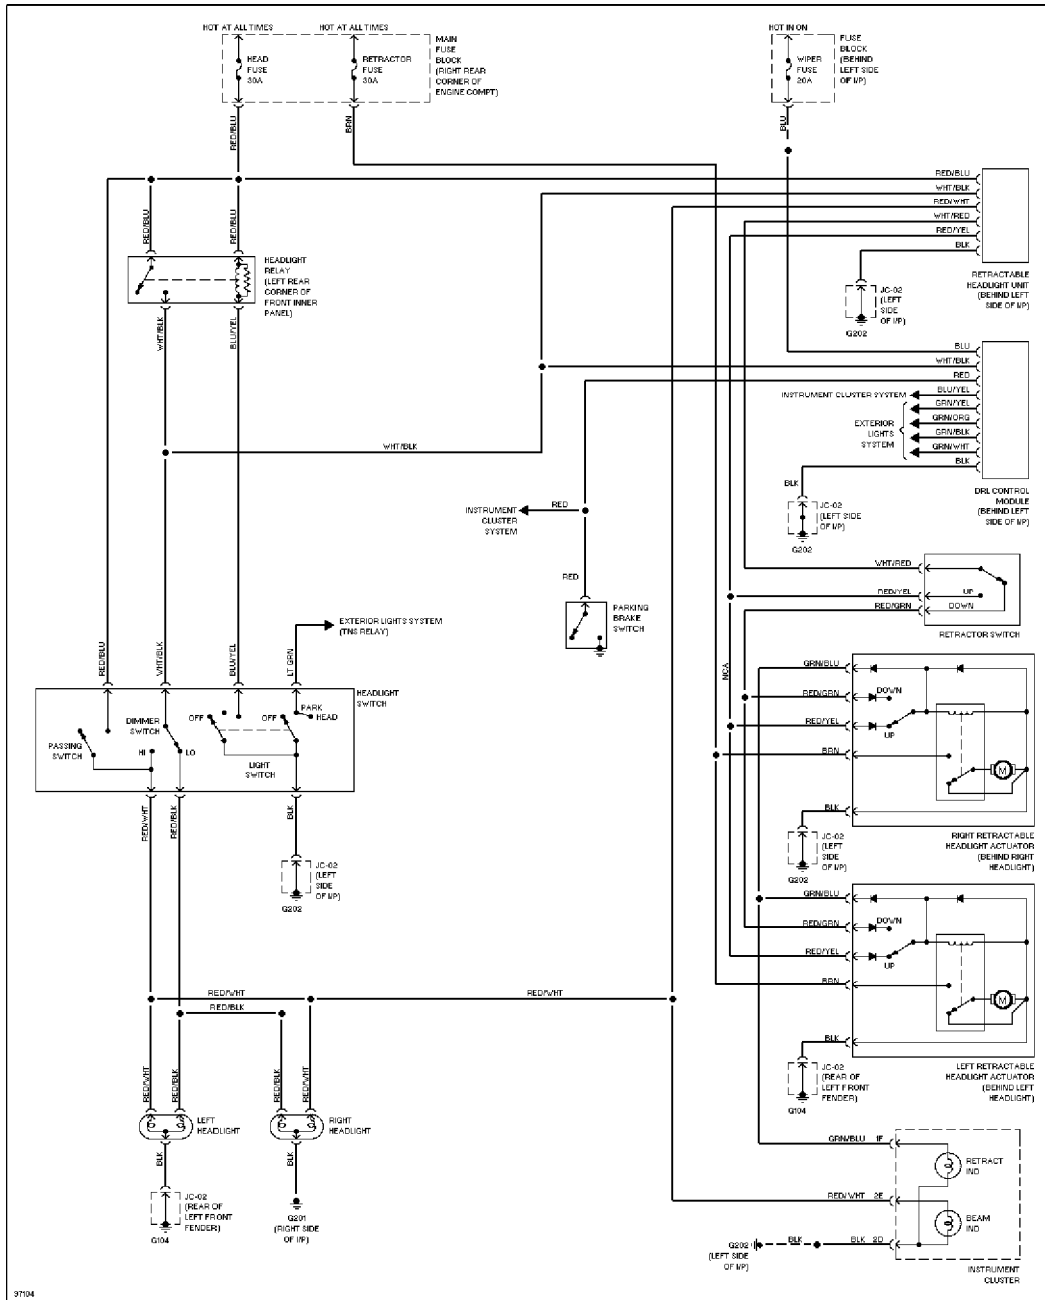 HOT AT ALL TIMES
HOT AT ALL TIMES
HOT IN ON
HEAD
FUSE
30A
RETRACTOR
FUSE
30A
MAIN
FUSE
BLOCK
(RIGHT REAR
CORNER OF
ENGINE COMPT)
WIPER
FUSE
20A
FUSE
BLOCK
(BEHIND
LEFT SIDE
OF I/P)
RED/BLU
BRN
BLU
RED/BLU
WHT/BLK
RED/WHT
WHT/RED
RED/YEL
BLK
RETRACTABLE
HEADLIGHT UNIT
(BEHIND LEFT
SIDE OF I/P)
RED/BLU
RED/BLU
HEADLIGHT
RELAY
(LEFT REAR
CORNER OF
FRONT INNER
PANEL)
JC-02
(LEFT
SIDE
OF I/P)
G202
WHT/BLK
BLU/YEL
BLU
WHT/BLK
RED
BLU/YEL
GRN/YEL
GRN/ORG
GRN/BLK
GRN/WHT
BLK
INSTRUMENT CLUSTER SYSTEM
EXTERIOR
LIGHTS
SYSTEM
DRL CONTROL
MODULE
(BEHIND LEFT
SIDE OF I/P)
WHT/BLK
BLK
JC-02
(LEFT SIDE
OF I/P)
G202
INSTRUMENT
CLUSTER
SYSTEM
RED
RED
PARKING
BRAKE
SWITCH
WHT/RED
RED/YEL
RED/GRN
UP
DOWN
RETRACTOR SWITCH
EXTERIOR LIGHTS SYSTEM
(TNS RELAY)
RED/BLU
WHT/BLK
BLU/YEL
LT GRN
NCA
HEADLIGHT
SWITCH
PASSING
SWITCH
DIMMER
SWITCH
HI
LO
OFF
OFF
PARK
HEAD
LIGHT
SWITCH
GRN/BLU
RED/GRN
DOWN
RED/YEL
UP
BRN
M
BLK
JC-02
(LEFT
SIDE
OF I/P)
G202
RIGHT RETRACTABLE
HEADLIGHT ACTUATOR
(BEHIND RIGHT
HEADLIGHT)
RED/WHT
RED/BLK
BLK
JC-02
(LEFT
SIDE
OF I/P)
G202
GRN/BLU
RED/GRN
DOWN
RED/YEL
UP
BRN
M
BLK
JC-02
(REAR OF
LEFT FRONT
FENDER)
G104
LEFT RETRACTABLE
HEADLIGHT ACTUATOR
(BEHIND LEFT
HEADLIGHT)
RED/WHT
RED/WHT
RED/BLK
RED/WHT
RED/BLK
RED/BLK
RED/WHT
LEFT
HEADLIGHT
RIGHT
HEADLIGHT
BLK
BLK
JC-02
(REAR OF
LEFT FRONT
FENDER)
G104
G201
(RIGHT SIDE
OF I/P)
GRN/BLU 1F
RETRACT
IND
RED/WHT 2E
BEAM
IND
G202
(LEFT SIDE
OF I/P)
BLK
BLK 2D
INSTRUMENT
CLUSTER
97104